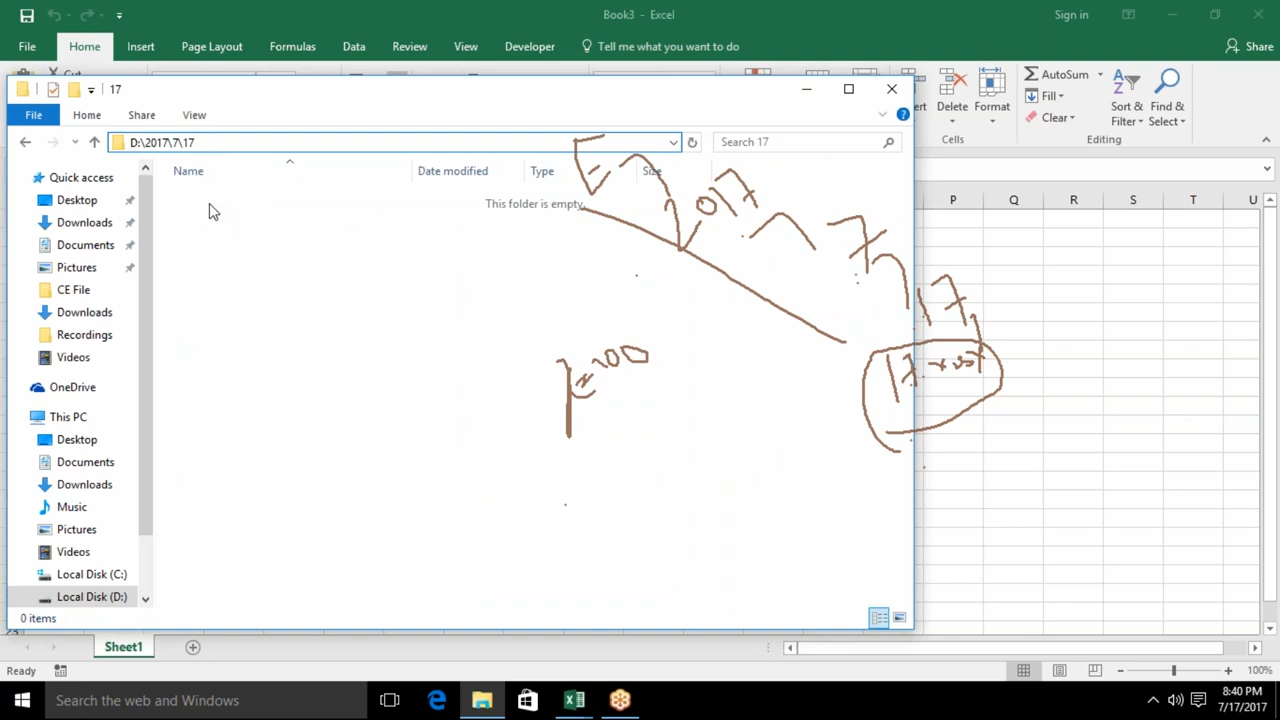 Book3 - Excel
Sign in
File Home Insert Page Layout Formulas Data Review View Developer Tell me what you want to do Share
Cut
AutoSum
Fill
Clear
Delete Format Sort & Filter Find & Select
Cells Editing
17
File Home Share View
D:\2017\7\17 Search 17
Name Date modified Type Size
This folder is empty.
Quick access
Desktop
Downloads
Documents
Pictures
CE File
Downloads
Recordings
Videos
OneDrive
This PC
Desktop
Documents
Downloads
Music
Pictures
Videos
Local Disk (C:)
Local Disk (D:)
0 items
P Q R S T U
017
7
17
Sheet1
Ready 100%
Search the web and Windows
8:40 PM
7/17/2017